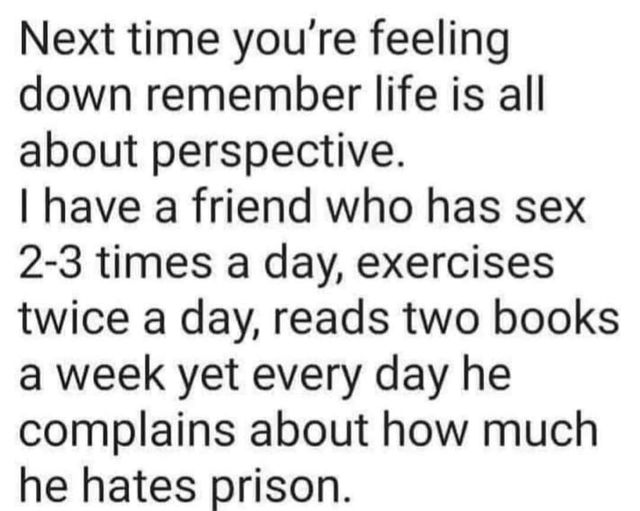 Next time you’re feeling
down remember life is all
about perspective.
I have a friend who has sex
2-3 times a day, exercises
twice a day, reads two books
a week yet every day he
complains about how much
he hates prison.